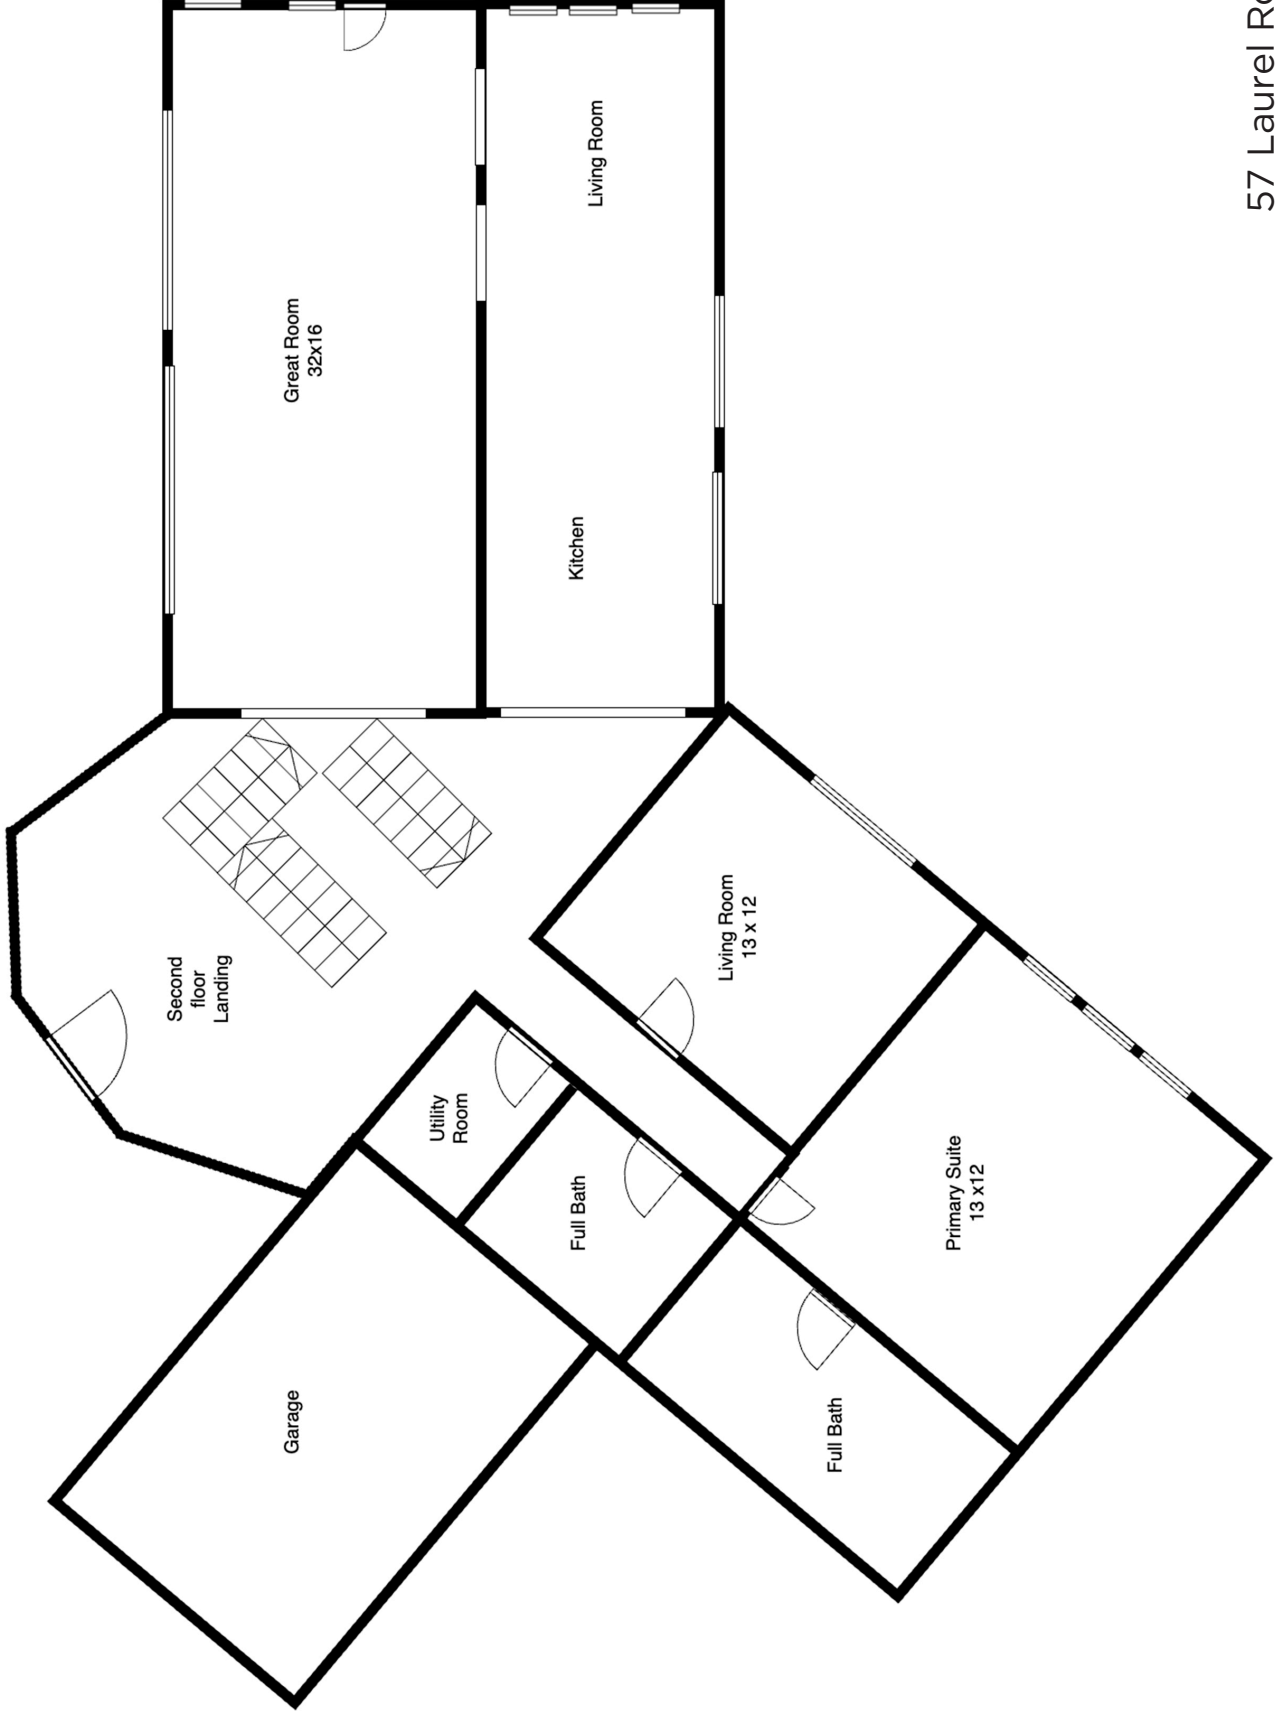 Great Room
32x16
Living Room
Kitchen
Second
floor
Landing
Living Room
13 x 12
Utility
Room
Full Bath
Primary Suite
13 x12
Garage
Full Bath
57 Laurel